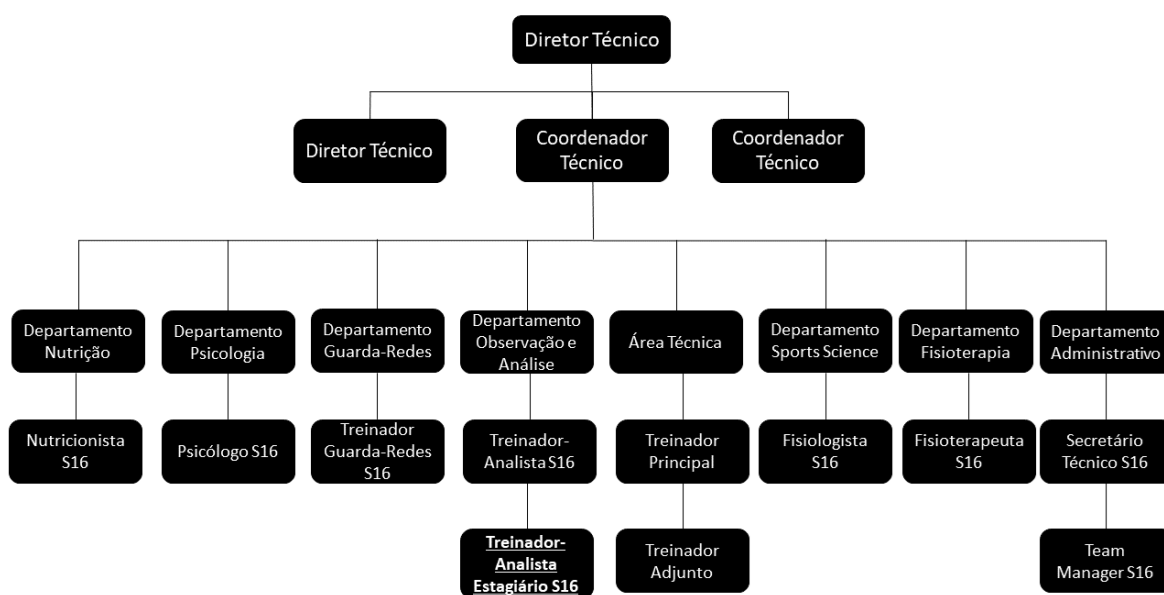 Diretor Técnico
Diretor Técnico
Coordenador
Técnico
Coordenador
Técnico
Departamento
Nutrição
Departamento
Psicologia
Departamento
Guarda-Redes
Departamento
Observação e
Análise
Área Técnica
Departamento
Sports Science
Departamento
Fisioterapia
Departamento
Administrativo
Nutricionista
S16
Psicólogo S16
Treinador
Guarda-Redes
S16
Treinador-
Analista S16
Treinador
Principal
Fisiologista
S16
Fisioterapeuta
S16
Secretário
Técnico S16
Treinador-
Analista
Estagiário S16
Treinador
Adjunto
Team
Manager S16